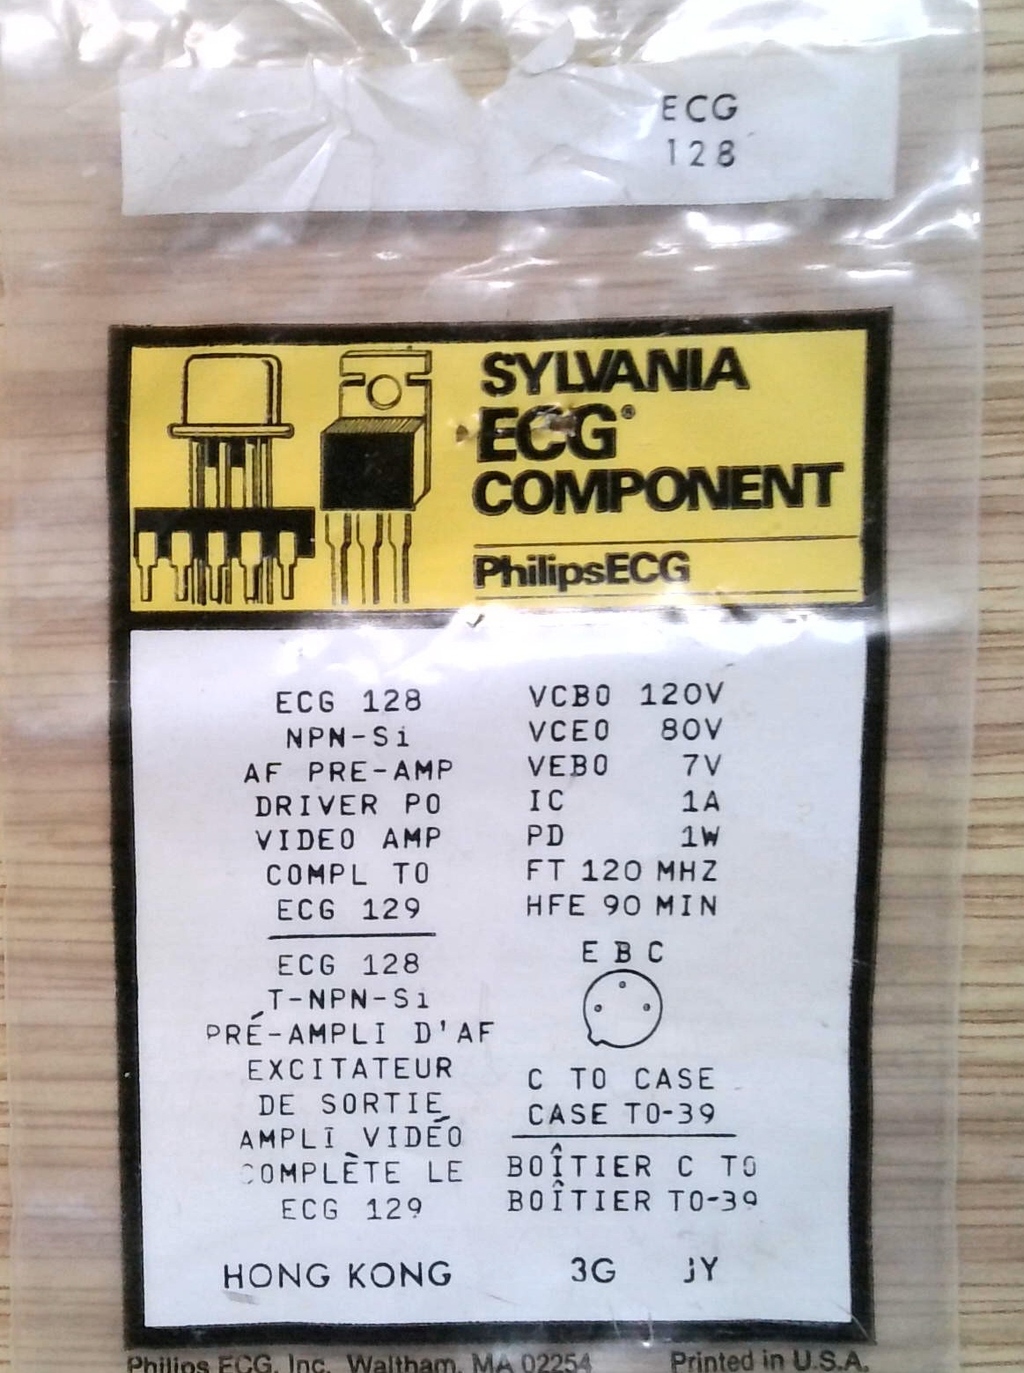 ECG
128
SYLVANIA
ECG®
COMPONENT
PhilipsECG
ECG 128
NPN-Si
AF PRE-AMP
DRIVER PO
VIDEO AMP
COMPL TO
ECG 129
VCBO 120V
VCEO 80V
VEBO 7V
IC 1A
PD 1W
FT 120 MHZ
HFE 90 MIN
ECG 128
T-NPN-Si
PRÉ-AMPLI D'AF
EXCITATEUR
DE SORTIE
AMPLI VIDÉO
COMPLÈTE LE
ECG 129
E B C
C TO CASE
CASE TO-39
BOÎTIER C TO
BOÎTIER TO-39
HONG KONG 3G JY
Philips ECG, Inc. Waltham, MA 02254 Printed in U.S.A.